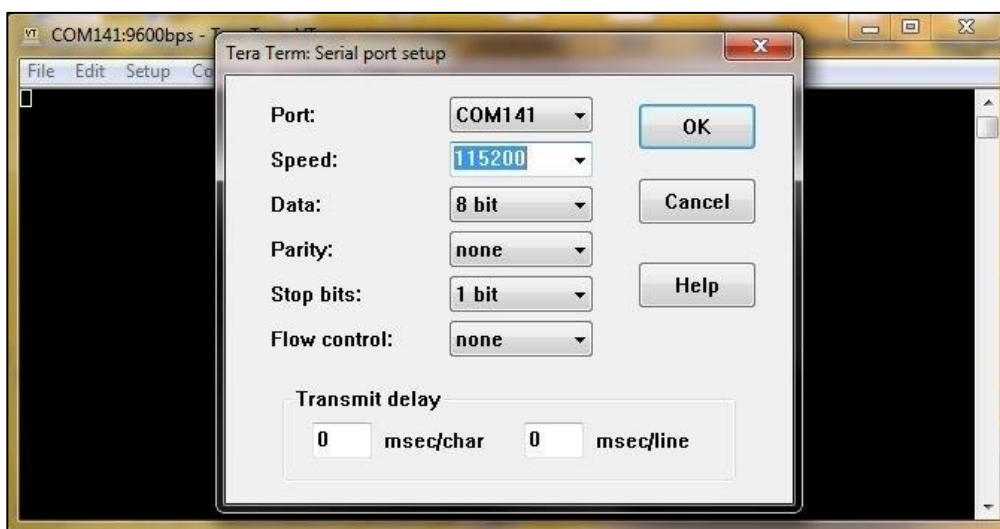 COM141:9600bps - T
File Edit Setup Co
Tera Term: Serial port setup
Port: COM141
Speed: 115200
Data: 8 bit
Parity: none
Stop bits: 1 bit
Flow control: none
OK
Cancel
Help
Transmit delay
0 msec/char 0 msec/line